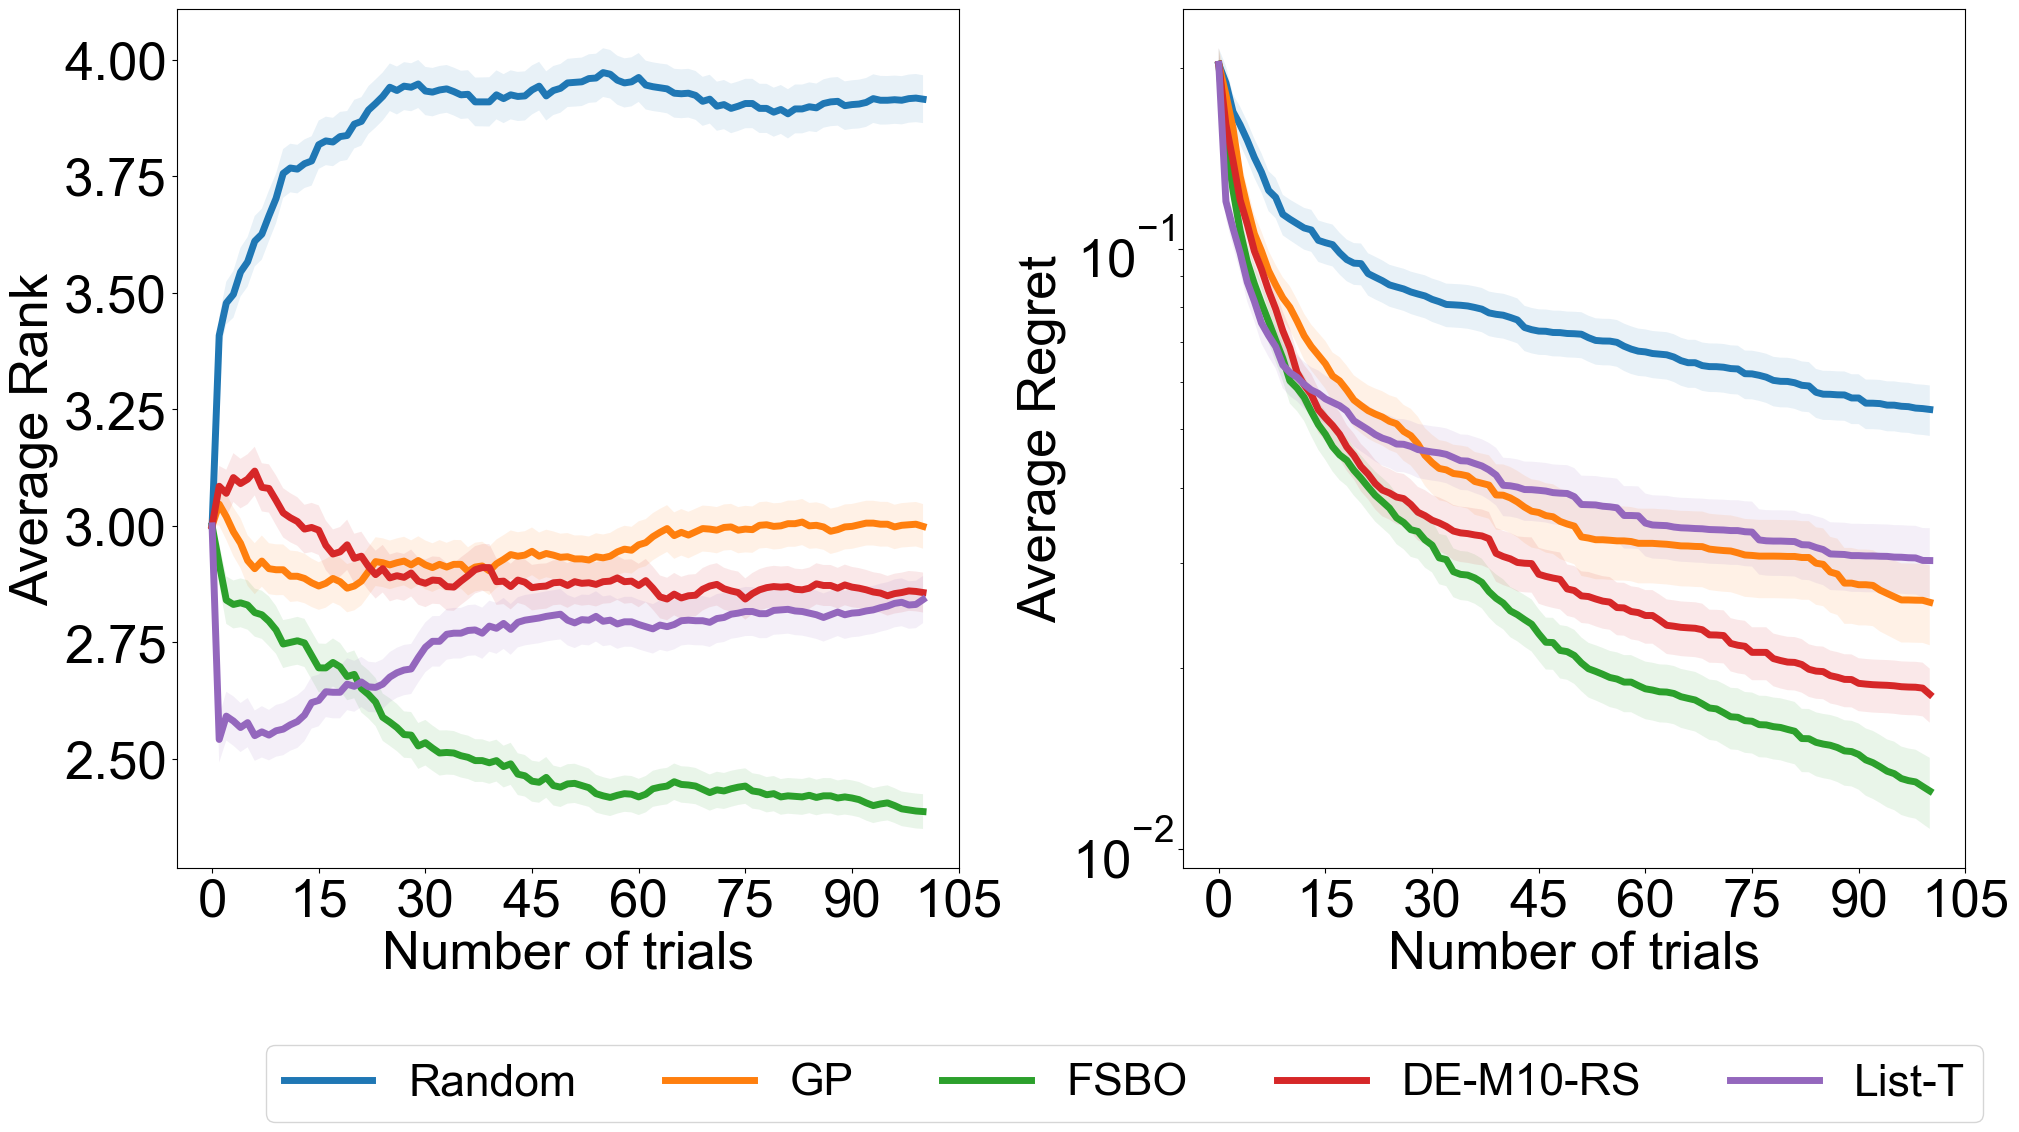 Average Rank
4.00
3.75
3.50
3.25
3.00
2.75
2.50
0 15 30 45 60 75 90 105
Number of trials
Average Regret
10⁻¹
10⁻²
0 15 30 45 60 75 90 105
Number of trials
Random GP FSBO DE-M10-RS List-T